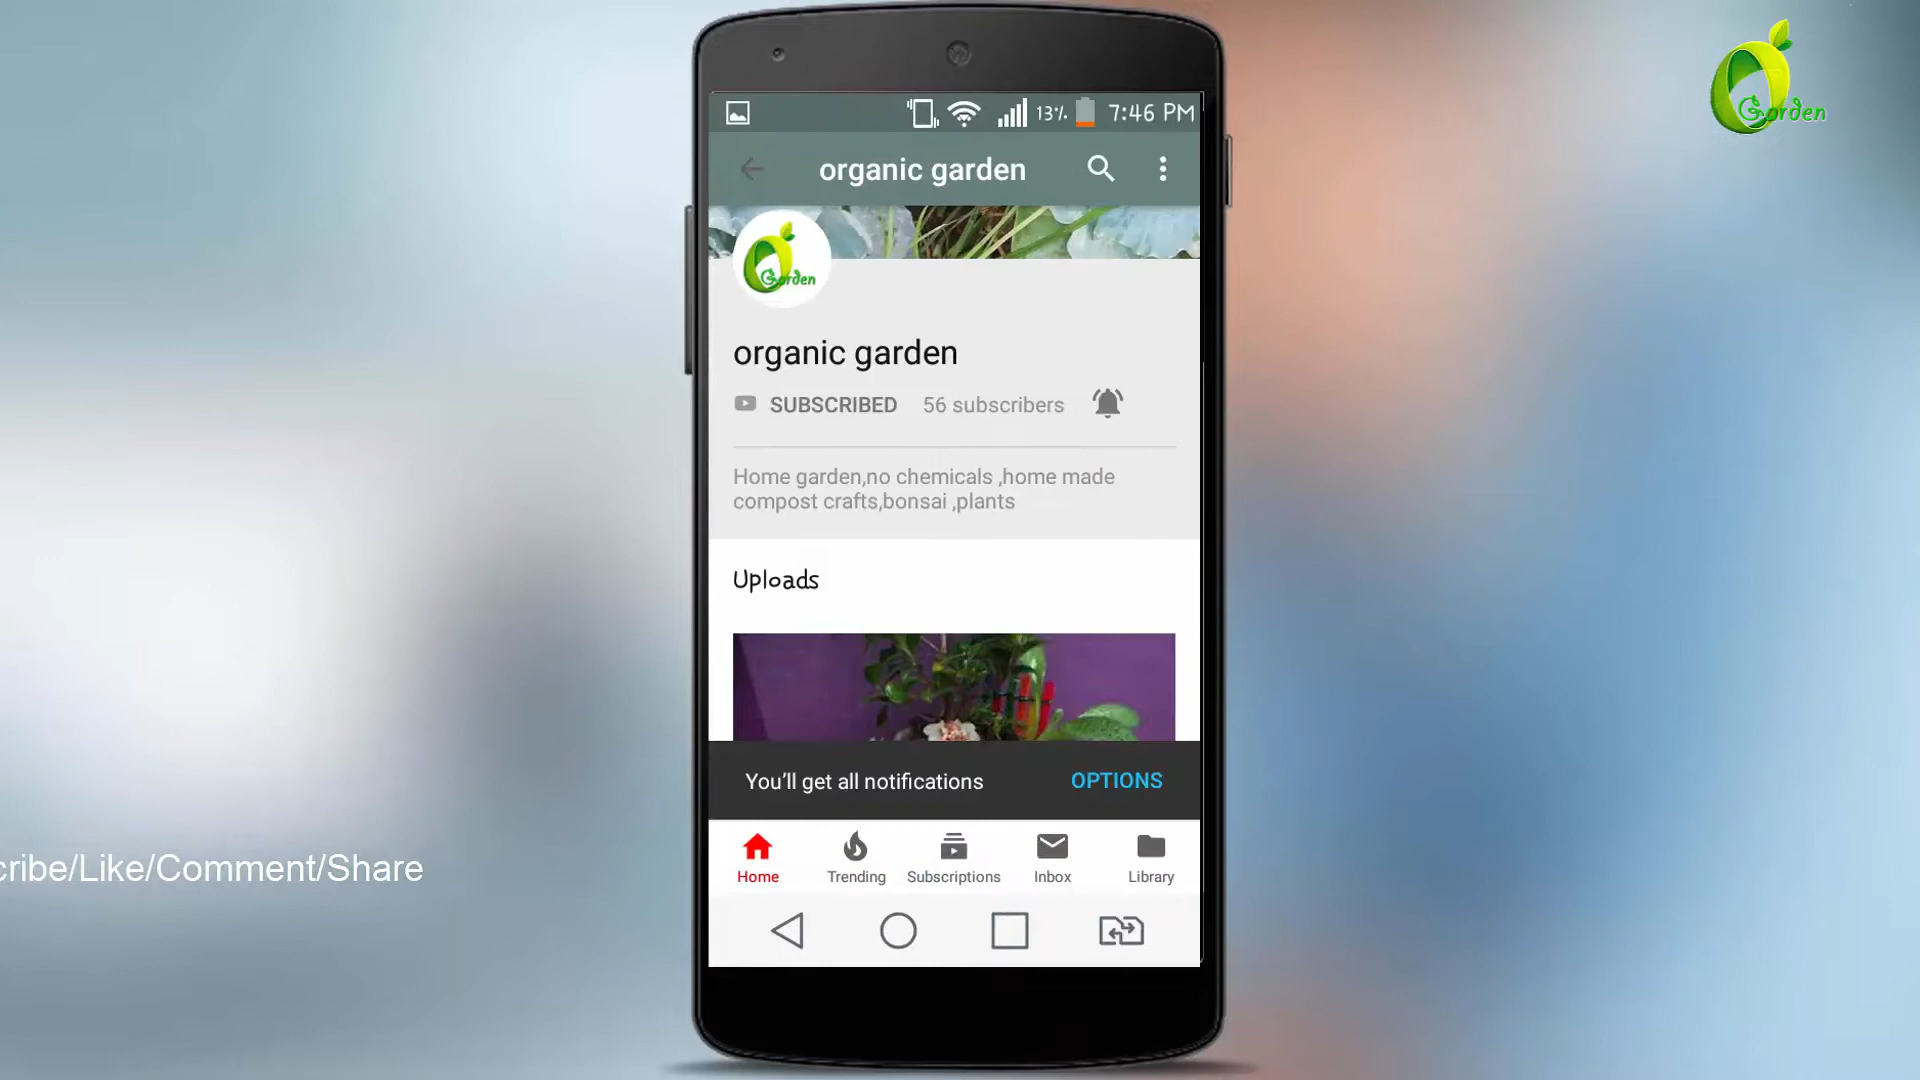 Garden
13% 7:46 PM
organic garden
Garden
organic garden
SUBSCRIBED 56 subscribers
Home garden,no chemicals ,home made
compost crafts,bonsai ,plants
Uploads
You'll get all notifications OPTIONS
cribe/Like/Comment/Share
Home Trending Subscriptions Inbox Library